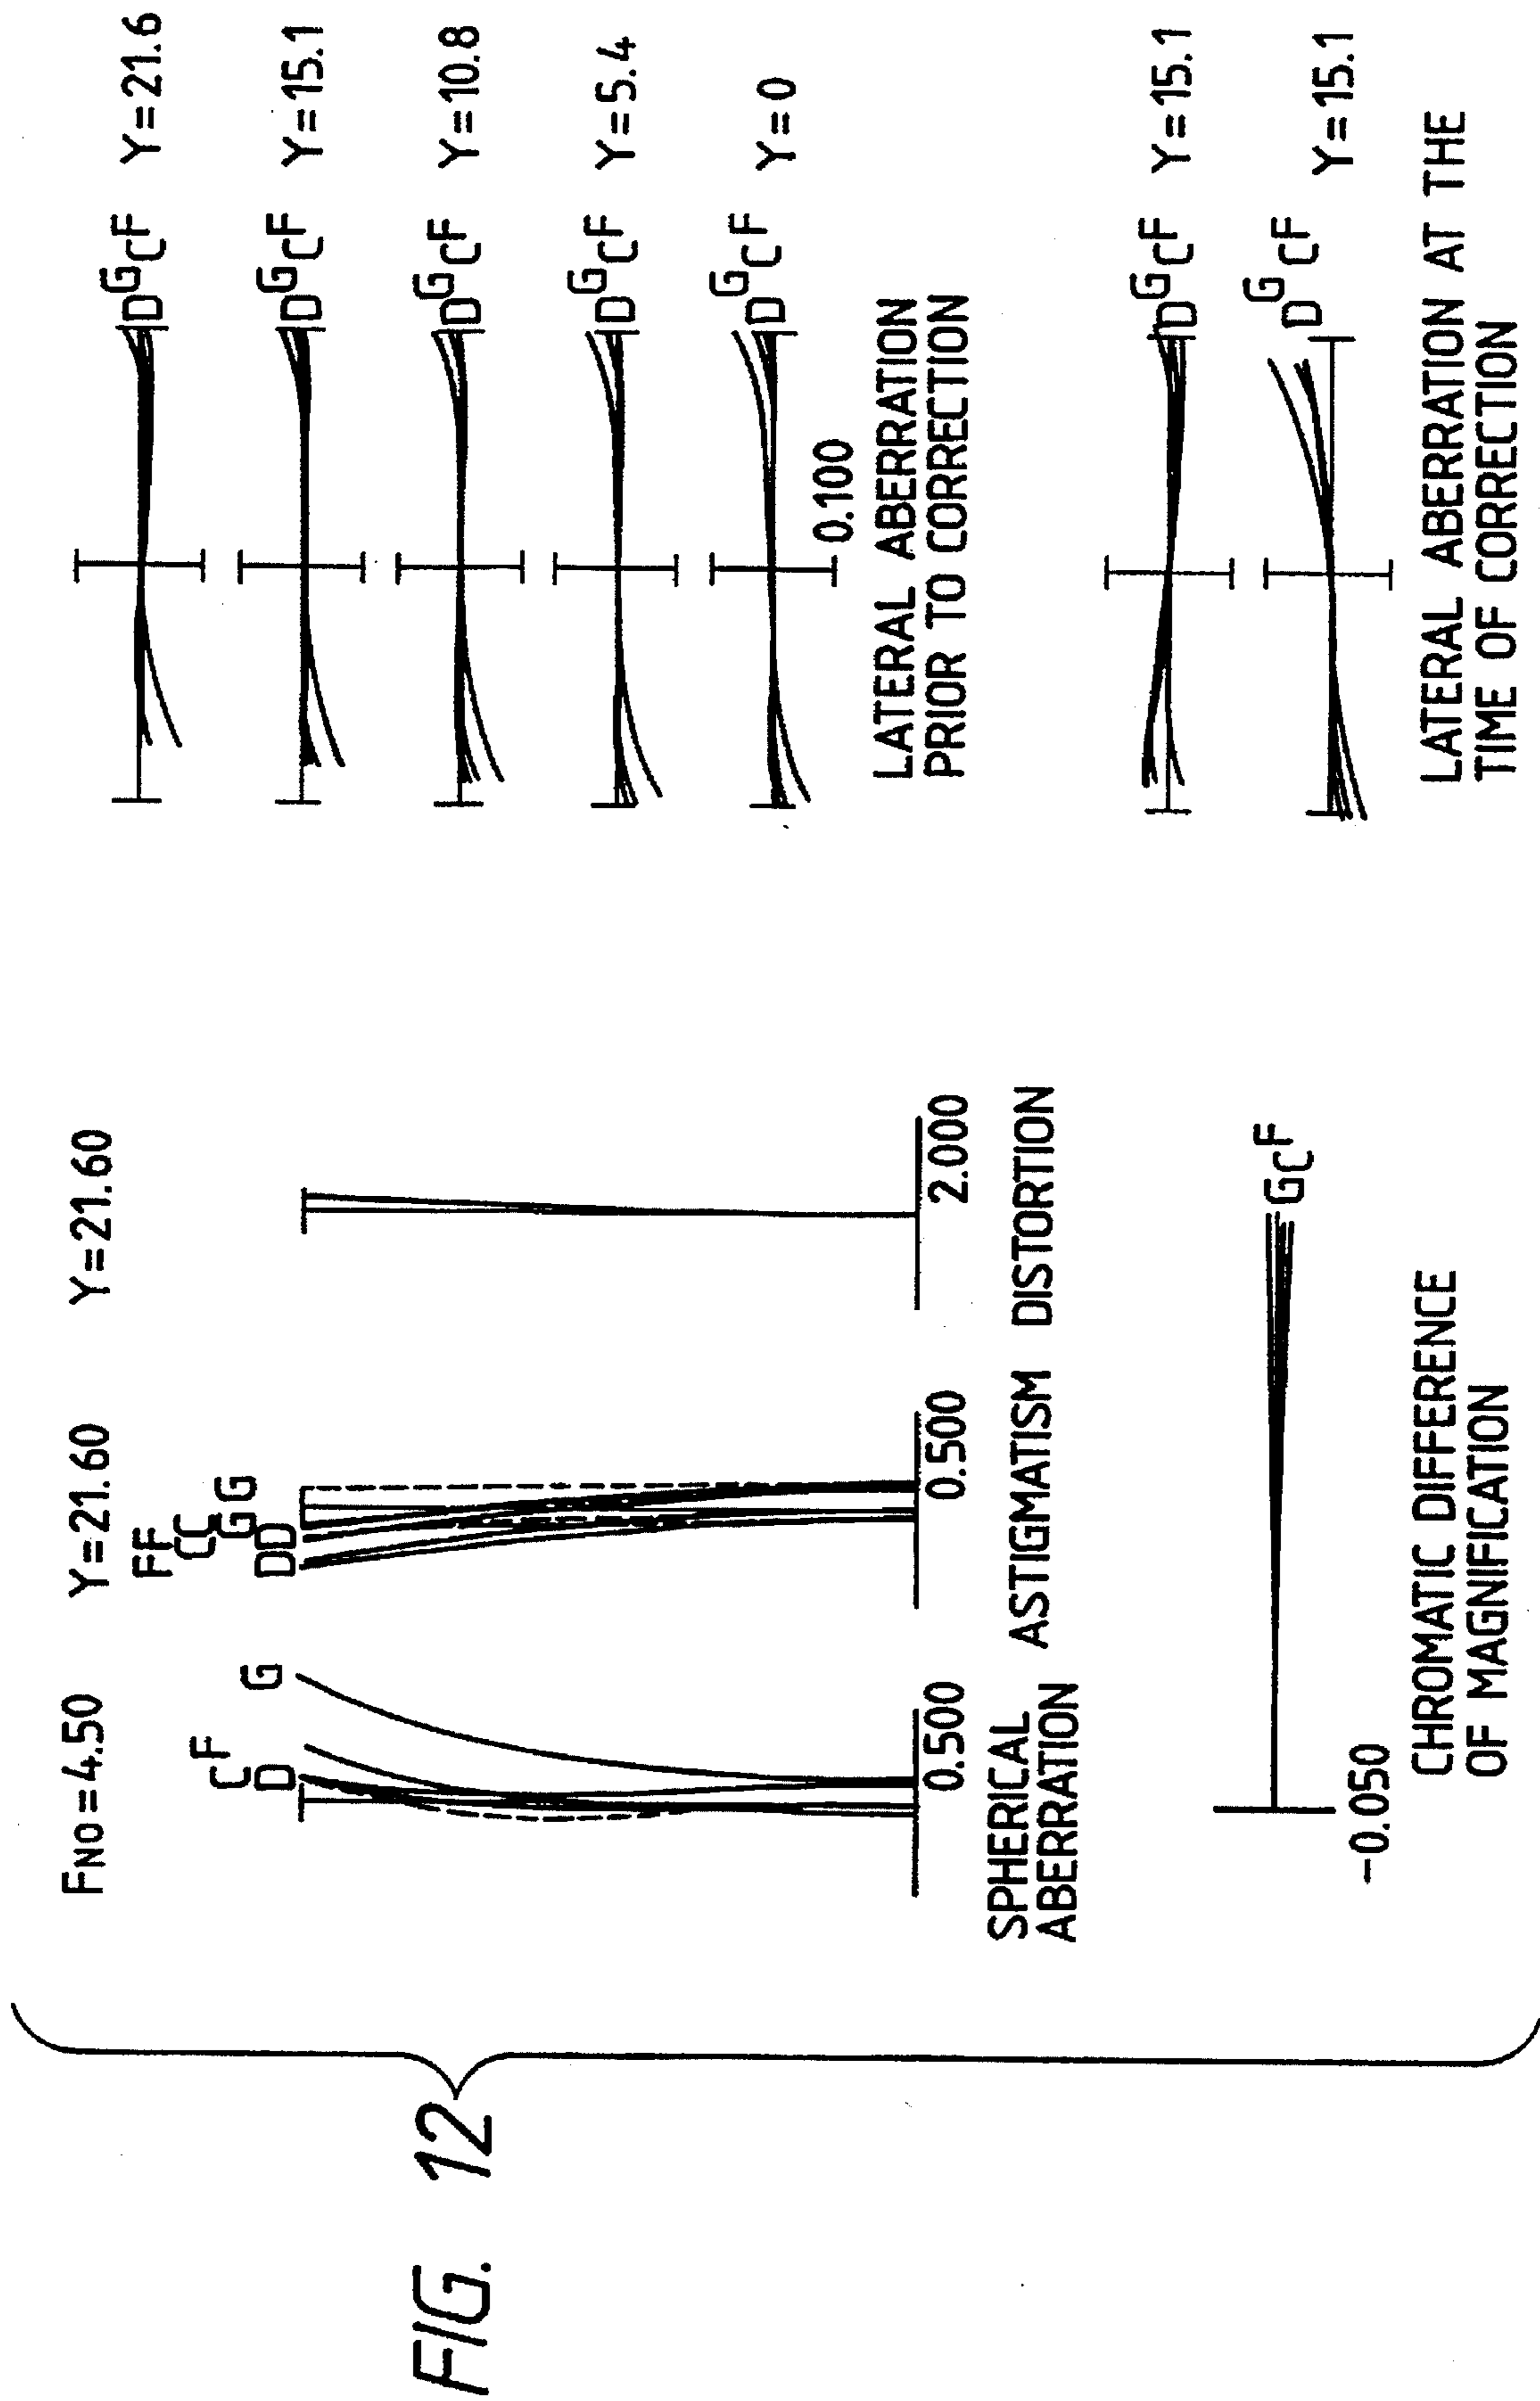 FIG. 12
FNO=4.50
C F
D G
0.500
SPHERICAL
ABERRATION
Y=21.60
FF
CC
G G
D D
0.500
ASTIGMATISM
Y=21.60
2.000
DISTORTION
-0.050
G C F
CHROMATIC DIFFERENCE
OF MAGNIFICATION
D G C F Y=21.6
D G C F Y=15.1
D G C F Y=10.8
D G C F Y=5.4
D G C F Y=0
0.100
LATERAL ABERRATION
PRIOR TO CORRECTION
D G C F Y=15.1
D G C F Y=15.1
LATERAL ABERRATION AT THE
TIME OF CORRECTION